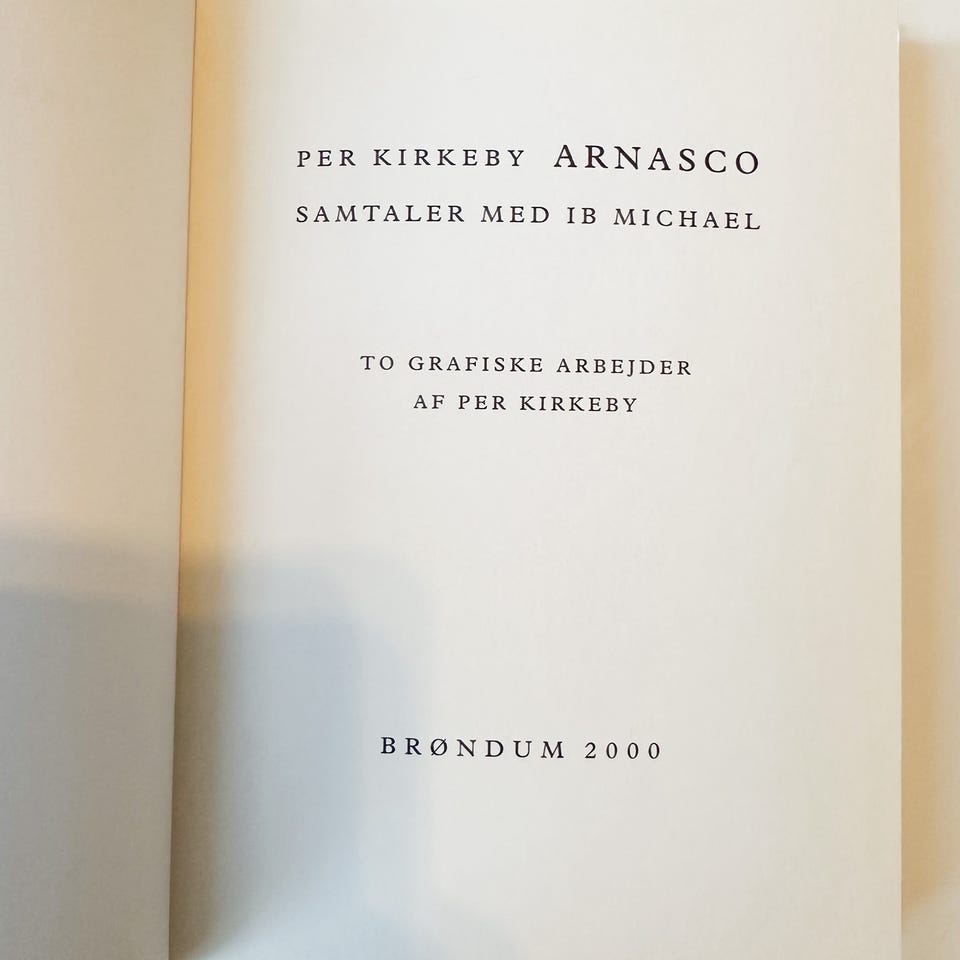 PER KIRKEBY ARNASCO
SAMTALER MED IB MICHAEL
TO GRAFISKE ARBEJDER
AF PER KIRKEBY
BRØNDUM 2000